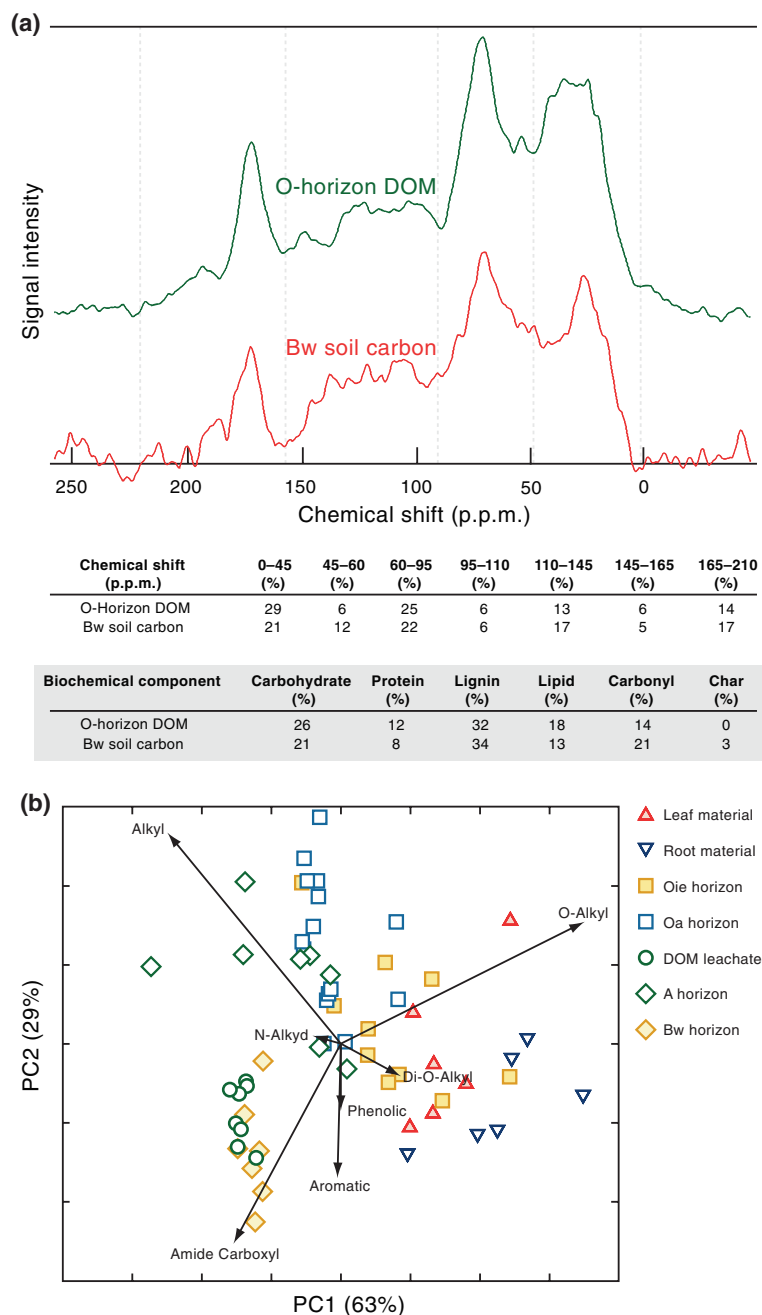 (a)
Signal intensity
O-horizon DOM
Bw soil carbon
250 200 150 100 50 0
Chemical shift (p.p.m.)
Chemical shift (p.p.m.) 0–45 (%) 45–60 (%) 60–95 (%) 95–110 (%) 110–145 (%) 145–165 (%) 165–210 (%)
O-Horizon DOM 29 6 25 6 13 6 14
Bw soil carbon 21 12 22 6 17 5 17
Biochemical component Carbohydrate (%) Protein (%) Lignin (%) Lipid (%) Carbonyl (%) Char (%)
O-horizon DOM 26 12 32 18 14 0
Bw soil carbon 21 8 34 13 21 3
(b)
PC2 (29%)
Alkyl
O-Alkyl
N-Alkyd
Di-O-Alkyl
Phenolic
Aromatic
Amide Carboxyl
PC1 (63%)
Leaf material
Root material
Oie horizon
Oa horizon
DOM leachate
A horizon
Bw horizon